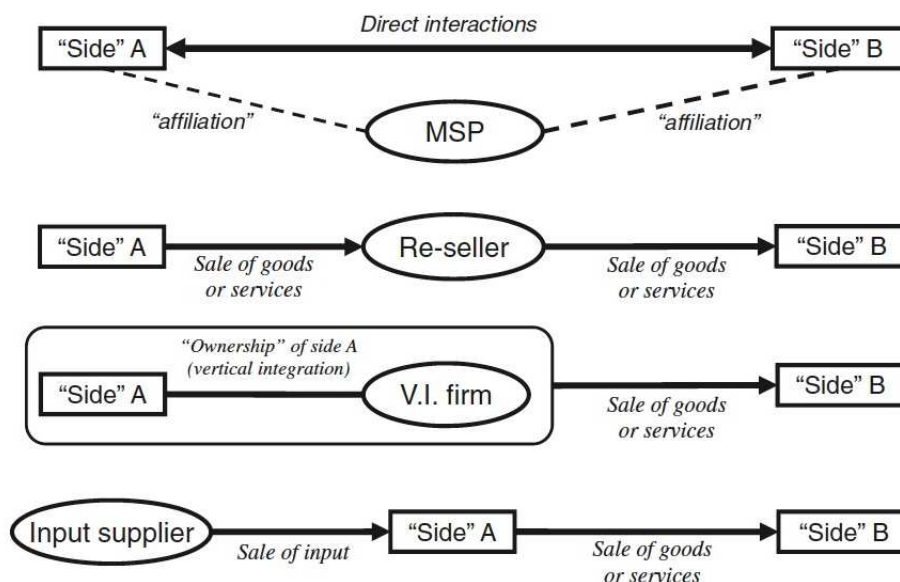 Direct interactions
“Side” A
“Side” B
“affiliation”
MSP
“affiliation”
“Side” A
Re-seller
“Side” B
Sale of goods
or services
Sale of goods
or services
“Ownership” of side A
(vertical integration)
“Side” A
V.I. firm
“Side” B
Sale of goods
or services
Input supplier
“Side” A
“Side” B
Sale of input
Sale of goods
or services